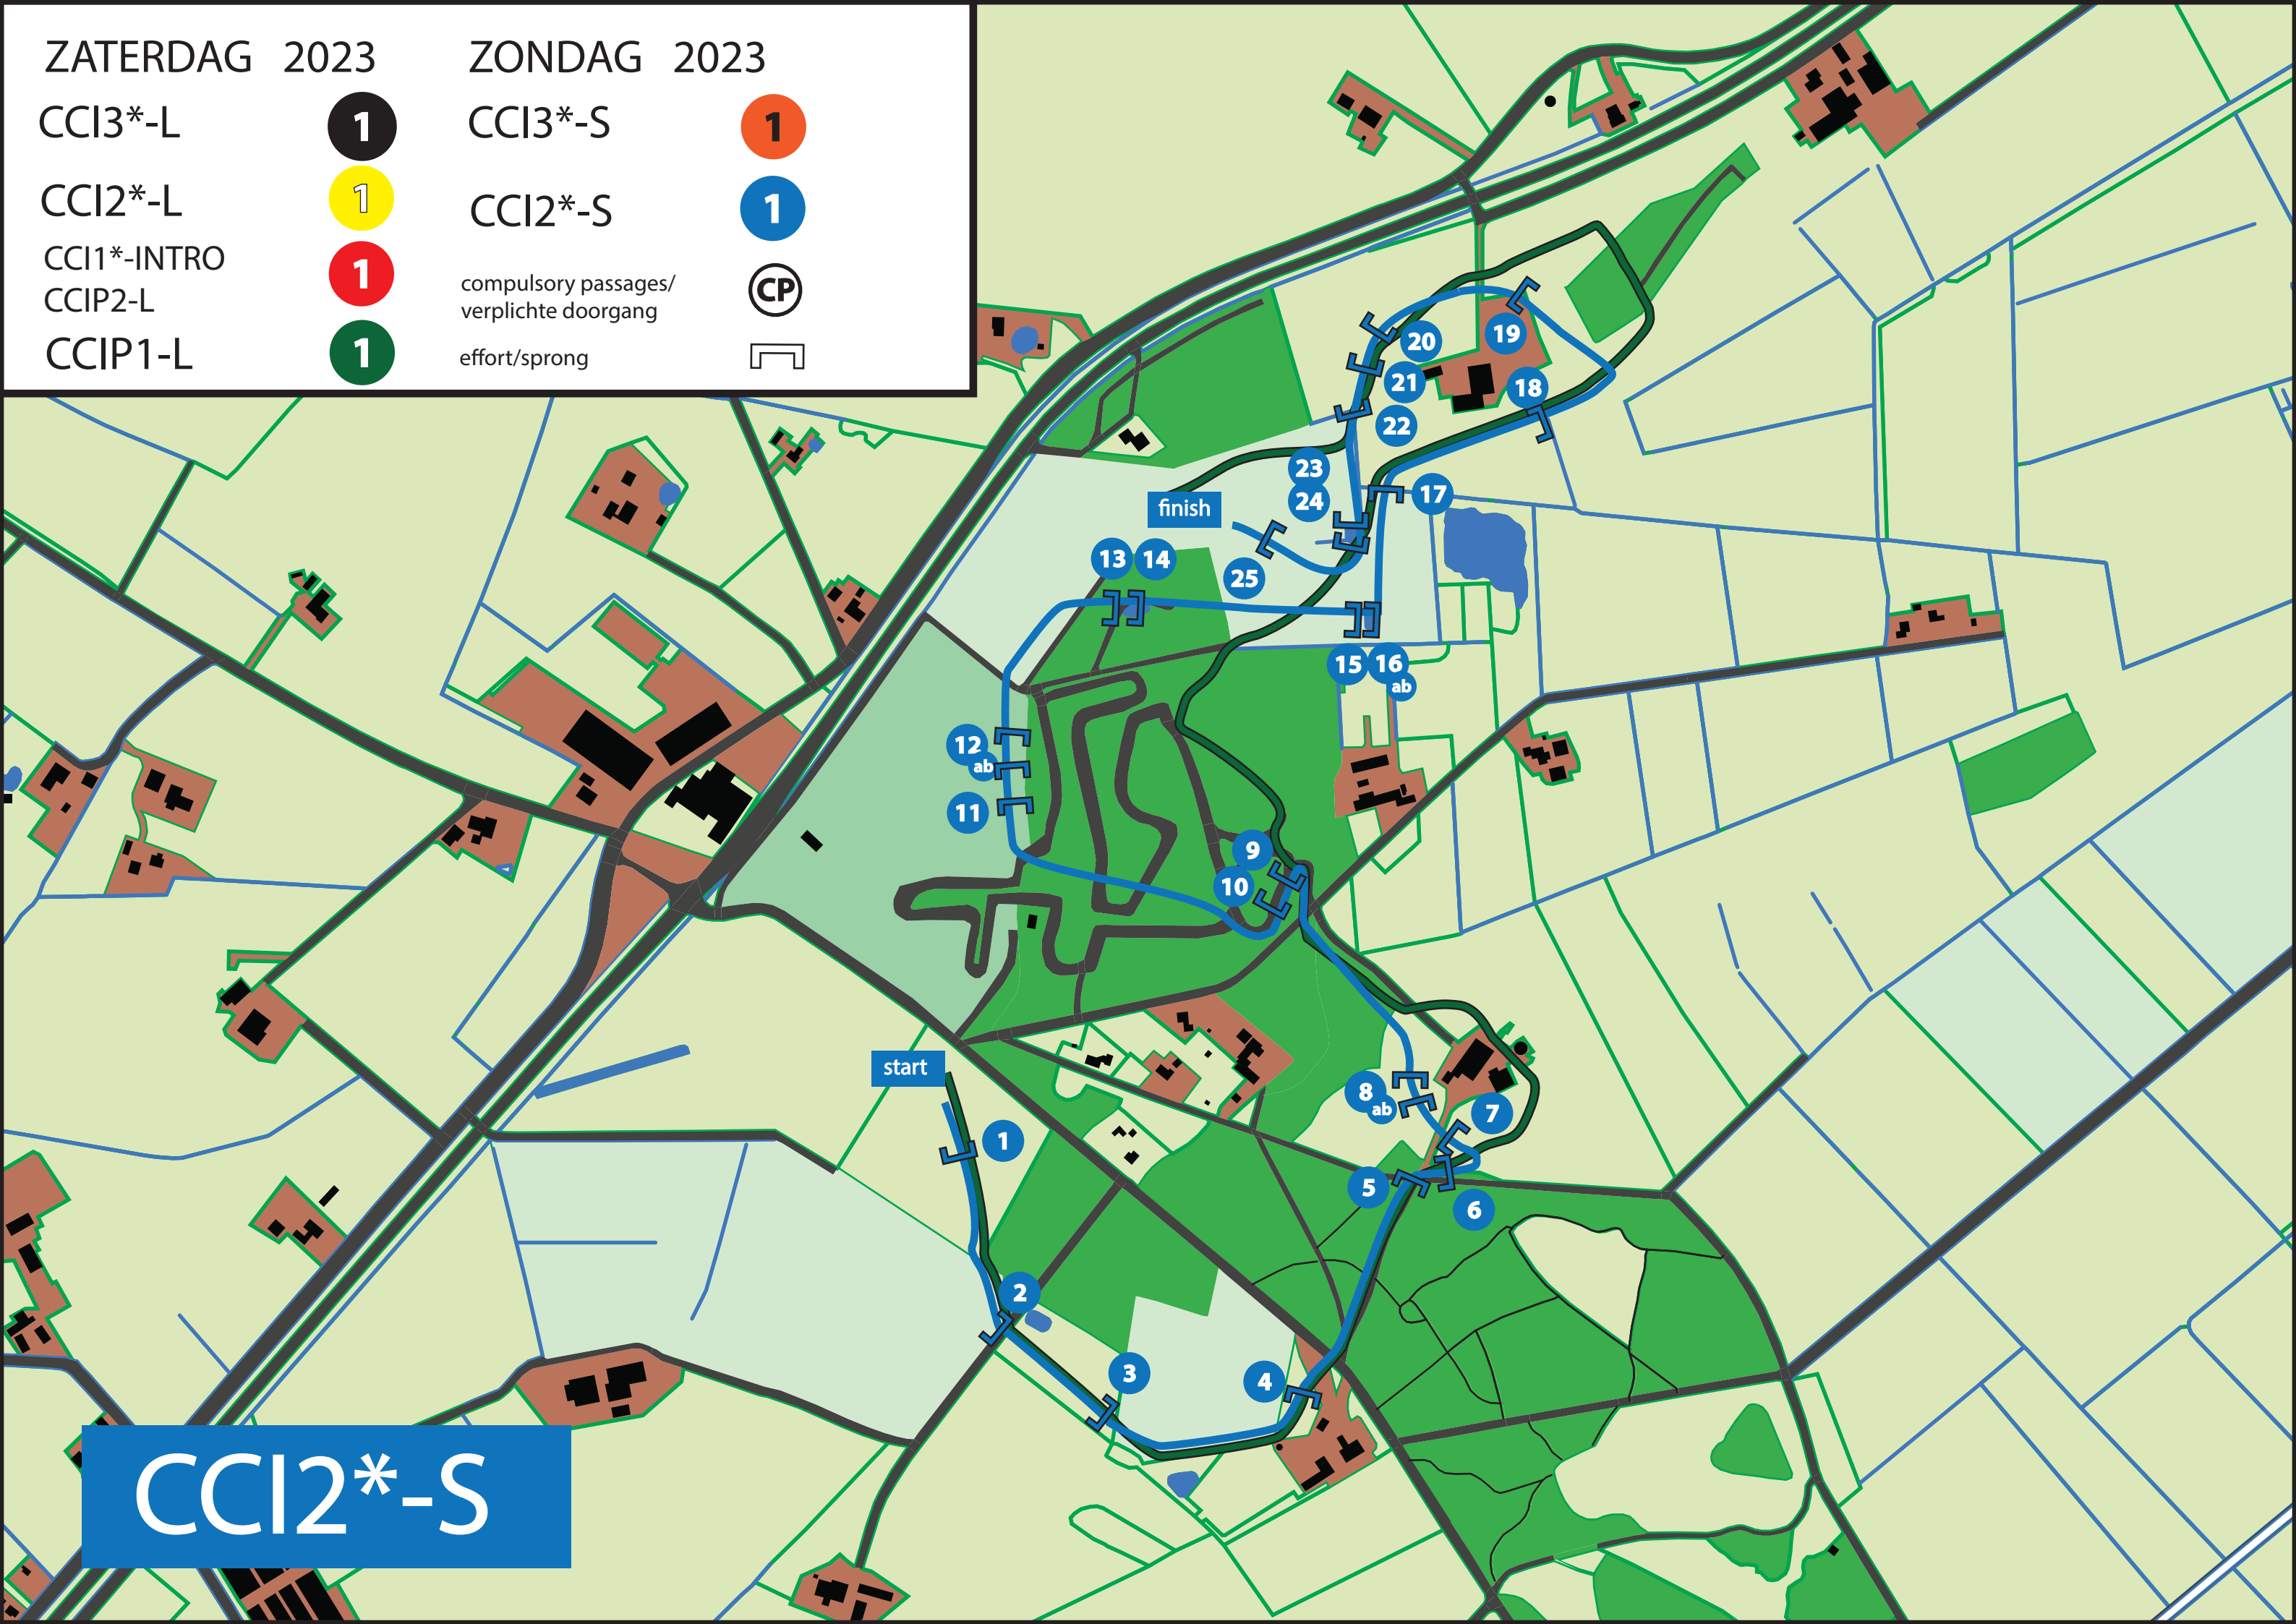 ZATERDAG 2023
CCI3*-L 1
CCI2*-L 1
CCI1*-INTRO
CCIP2-L
1
CCIP1-L 1
ZONDAG 2023
CCI3*-S 1
CCI2*-S 1
compulsory passages/
verplichte doorgang
CP
effort/sprong
19
20
21
18
22
23
24
17
finish
13 14
25
15 16
ab
12
ab
11
9
10
start
8
ab
7
1
5
6
2
3
4
CCI2*-S